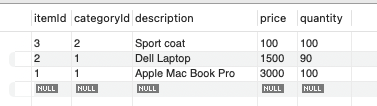 itemId categoryId description price quantity
3 2 Sport coat 100 100
2 1 Dell Laptop 1500 90
1 1 Apple Mac Book Pro 3000 100
NULL NULL NULL NULL NULL